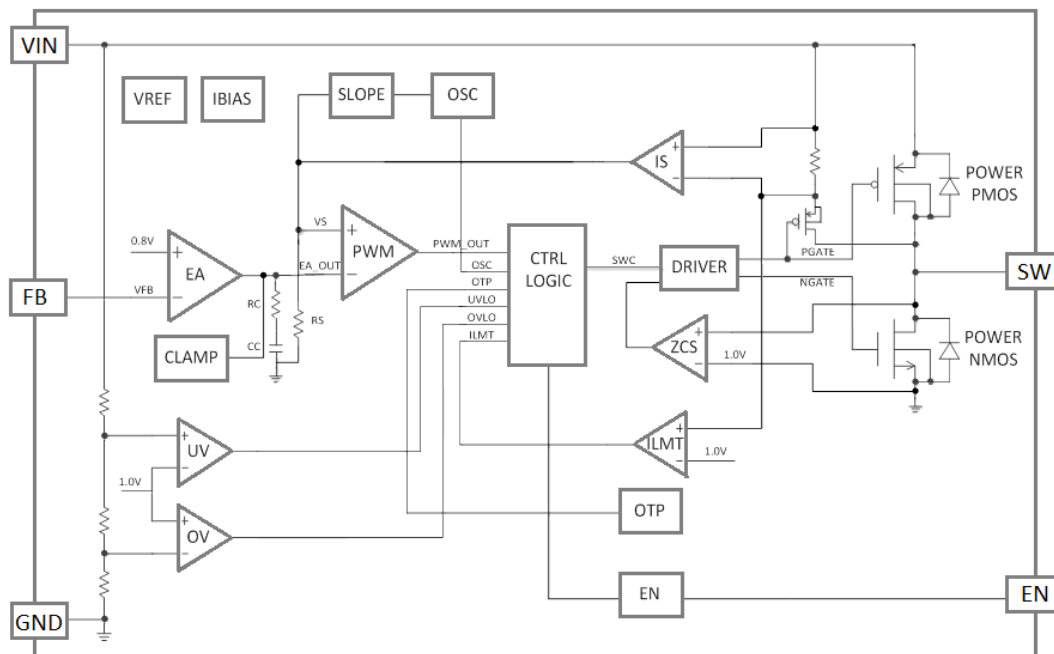 VIN
VREF
IBIAS
SLOPE
OSC
+
IS
−
POWER
PMOS
0.8V
+
EA
−
VFB
FB
VS
+
PWM
−
EA_OUT
PWM_OUT
OSC
OTP
UVLO
OVLO
ILMT
CTRL
LOGIC
SWC
DRIVER
PGATE
NGATE
SW
RC
CC
RS
CLAMP
+
ZCS
−
1.0V
POWER
NMOS
+
UV
−
1.0V
+
OV
−
+
ILMT
−
1.0V
OTP
EN
EN
GND